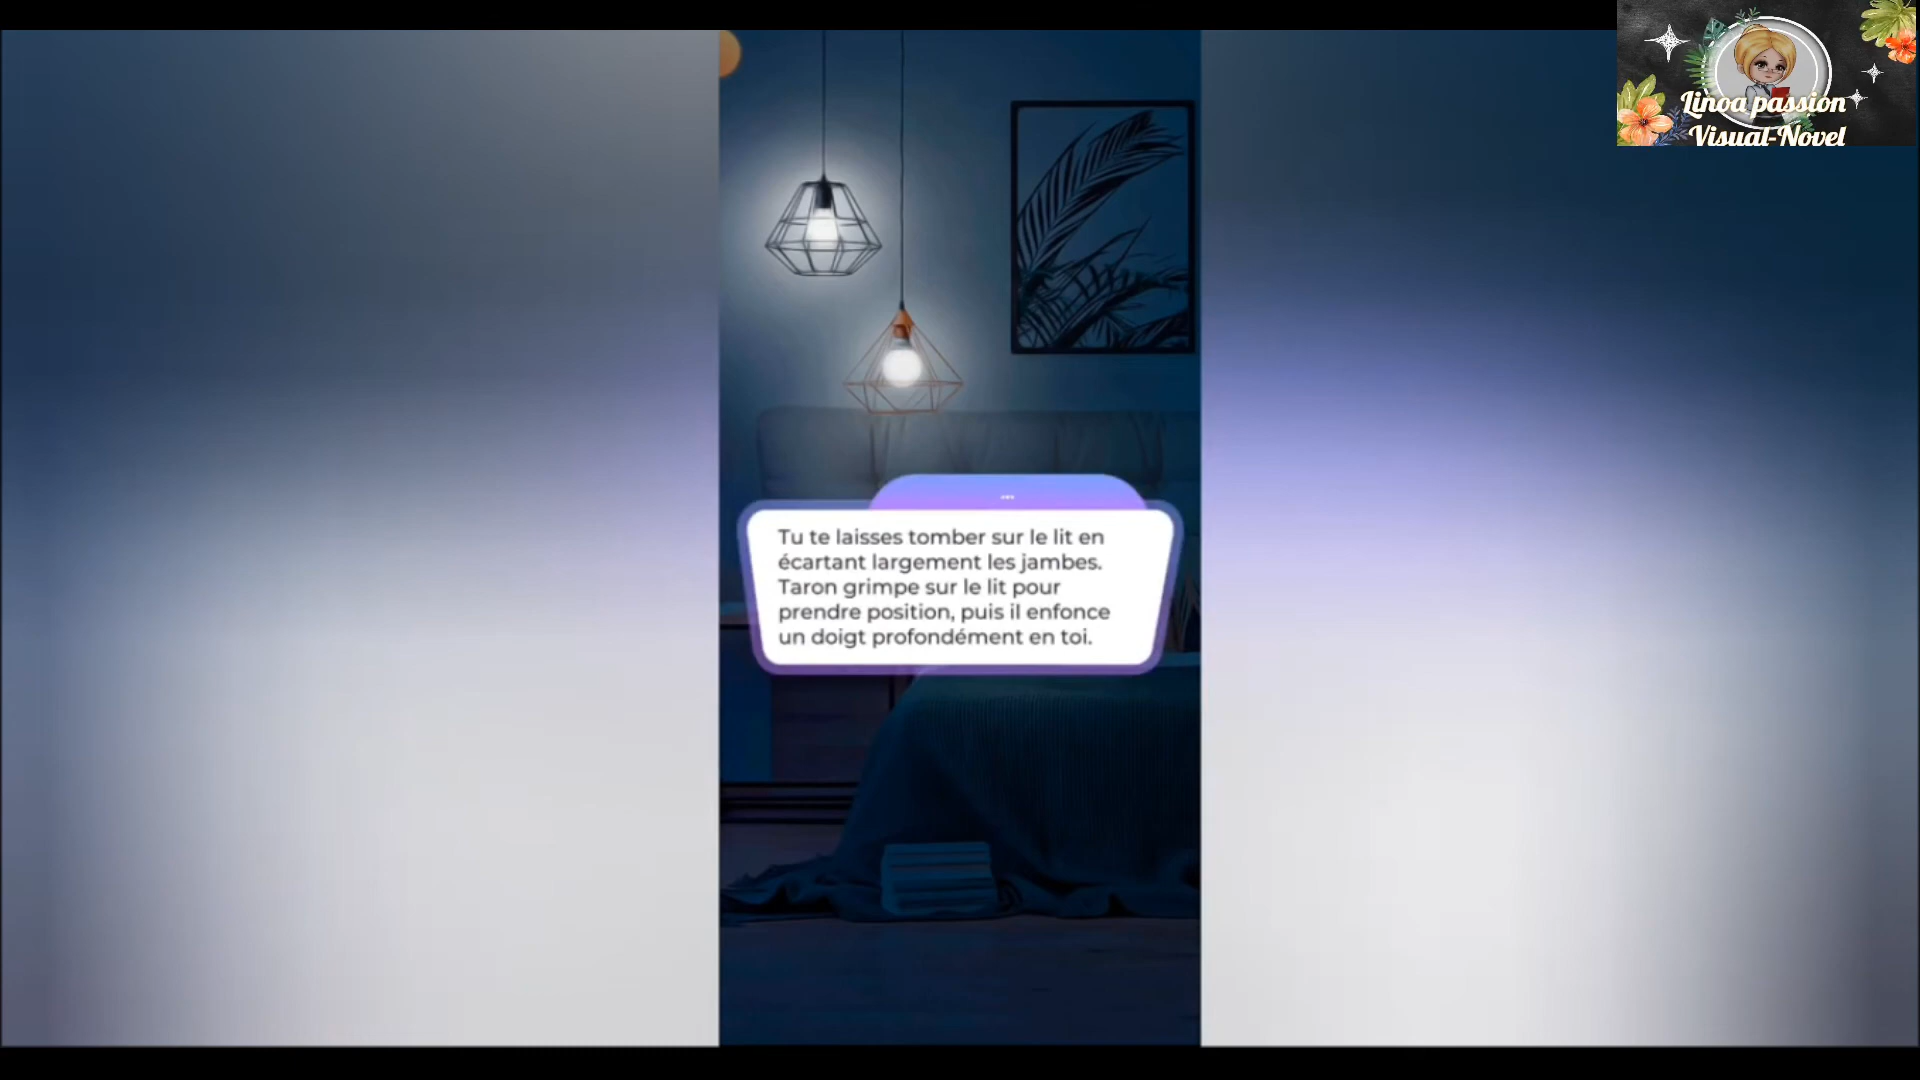 Linoa passion
Visual-Novel
...
Tu te laisses tomber sur le lit en
écartant largement les jambes.
Taron grimpe sur le lit pour
prendre position, puis il enfonce
un doigt profondément en toi.